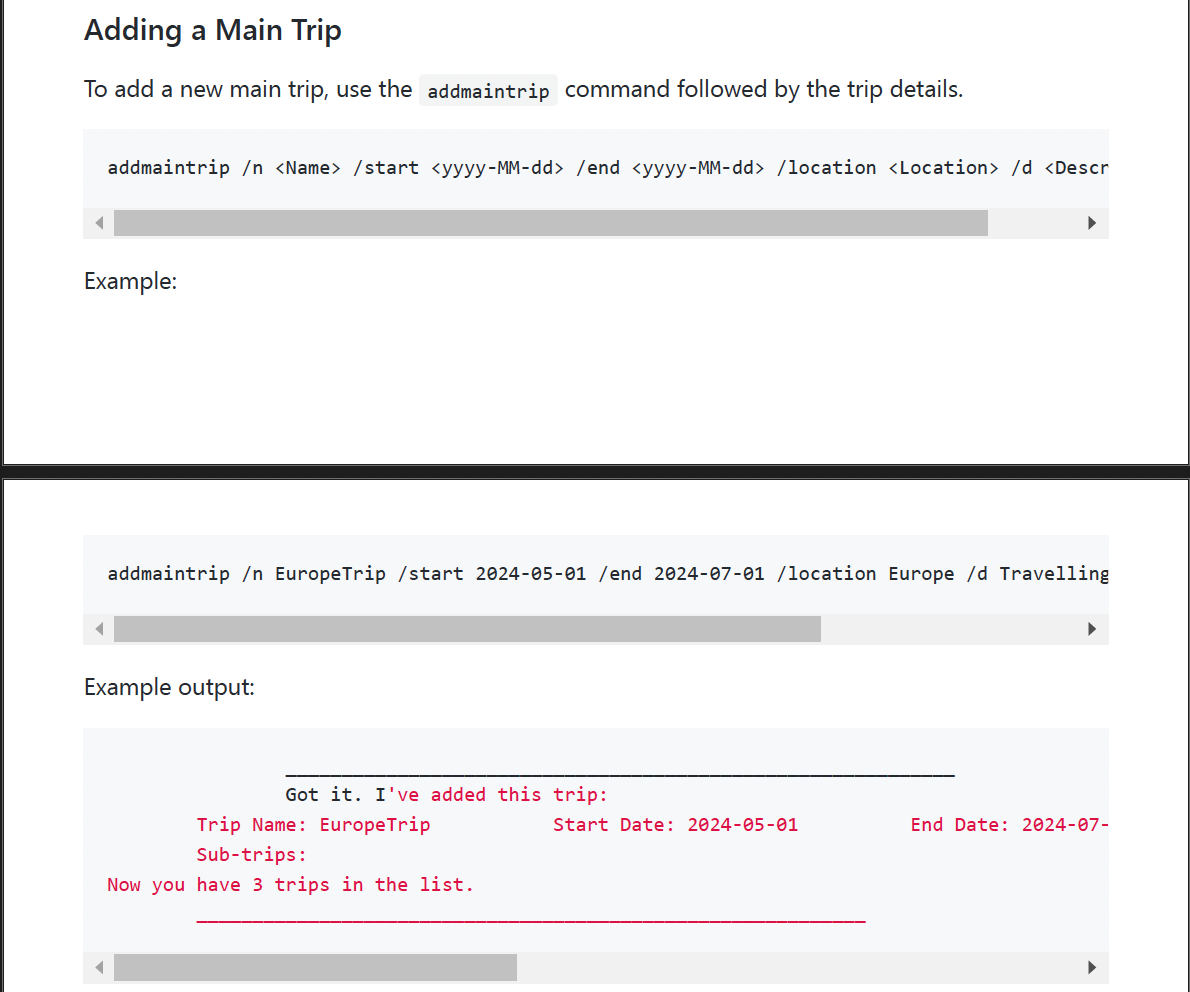 Adding a Main Trip
To add a new main trip, use the addmaintrip command followed by the trip details.
addmaintrip /n <Name> /start <yyyy-MM-dd> /end <yyyy-MM-dd> /location <Location> /d <Descr
Example:
addmaintrip /n EuropeTrip /start 2024-05-01 /end 2024-07-01 /location Europe /d Travelling
Example output:
____________________________________________________________
Got it. I've added this trip:
Trip Name: EuropeTrip          Start Date: 2024-05-01          End Date: 2024-07-
Sub-trips:
Now you have 3 trips in the list.
____________________________________________________________